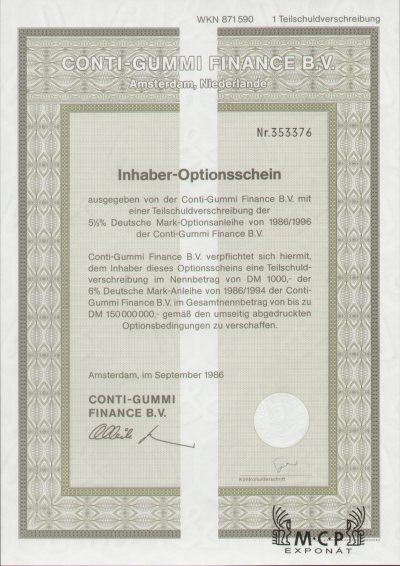 WKN 871590 1 Teilschuldverschreibung
CONTI-GUMMI FINANCE B.V.
Amsterdam, Niederlande
Nr. 353376
Inhaber-Optionsschein
ausgegeben von der Conti-Gummi Finance B.V. mit
einer Teilschuldverschreibung der
5½% Deutsche Mark-Optionsanleihe von 1986/1996
der Conti-Gummi Finance B.V.
Conti-Gummi Finance B.V. verpflichtet sich hiermit,
dem Inhaber dieses Optionsscheins eine Teilschuld-
verschreibung im Nennbetrag von DM 1000,- der
6% Deutsche Mark-Anleihe von 1986/1994 der Conti-
Gummi Finance B.V. im Gesamtnennbetrag von bis zu
DM 150 000 000,- gemäß den umseitig abgedruckten
Optionsbedingungen zu verschaffen.
Amsterdam, im September 1986
CONTI-GUMMI
FINANCE B.V.
Kontrollunterschrift
M·C·P
EXPONÁT